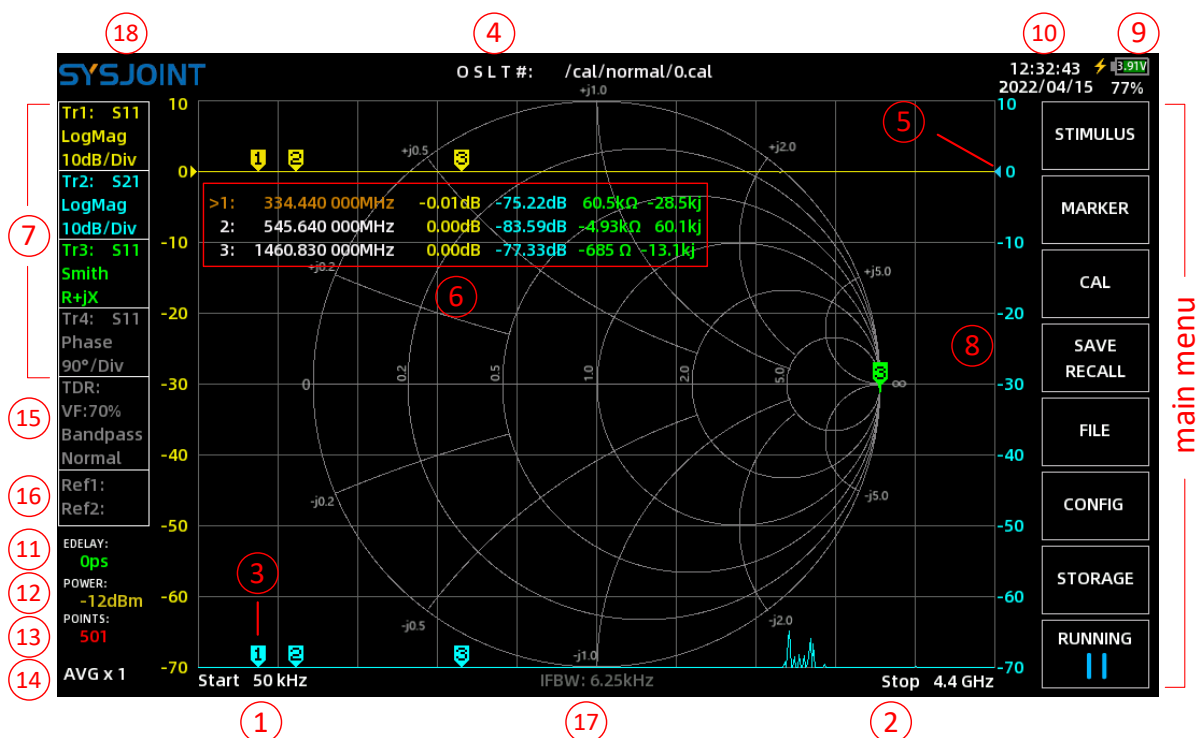 18
4
10
9
SYSJOINT
O S L T #: /cal/normal/0.cal
12:32:43 3.91V
2022/04/15 77%
Tr1: S11
LogMag
10dB/Div
Tr2: S21
LogMag
10dB/Div
Tr3: S11
Smith
R+jX
Tr4: S11
Phase
90°/Div
TDR:
VF:70%
Bandpass
Normal
Ref1:
Ref2:
EDELAY:
0ps
POWER:
-12dBm
POINTS:
501
AVG x 1
7
15
16
11
12
13
14
10
0
-10
-20
-30
-40
-50
-60
-70
+j1.0
+j0.5
+j2.0
+j0.2
+j5.0
0
0.2
0.5
1.0
2.0
5.0
∞
-j0.2
-j5.0
-j0.5
-j2.0
-j1.0
1
2
3
>1: 334.440 000MHz -0.01dB -75.22dB 60.5kΩ -28.5kj
2: 545.640 000MHz 0.00dB -83.59dB -4.93kΩ 60.1kj
3: 1460.830 000MHz 0.00dB -77.33dB -685 Ω -13.1kj
6
5
8
3
3
1
2
3
10
0
-10
-20
-30
-40
-50
-60
-70
Start 50 kHz
IFBW: 6.25kHz
Stop 4.4 GHz
1
17
2
STIMULUS
MARKER
CAL
SAVE
RECALL
FILE
CONFIG
STORAGE
RUNNING
main menu